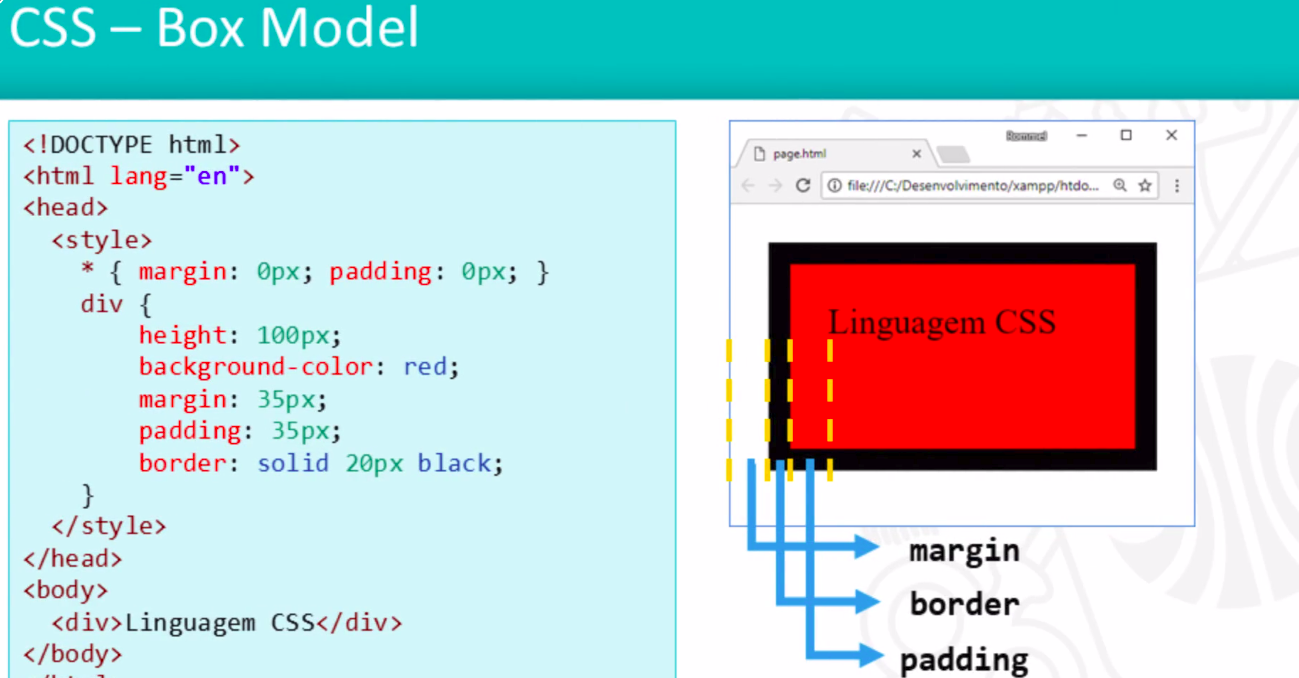 CSS – Box Model
<!DOCTYPE html>
<html lang="en">
<head>
<style>
* { margin: 0px; padding: 0px; }
div {
height: 100px;
background-color: red;
margin: 35px;
padding: 35px;
border: solid 20px black;
}
</style>
</head>
<body>
<div>Linguagem CSS</div>
</body>
Rommel
page.html
file:///C:/Desenvolvimento/xampp/htdo...
Linguagem CSS
margin
border
padding